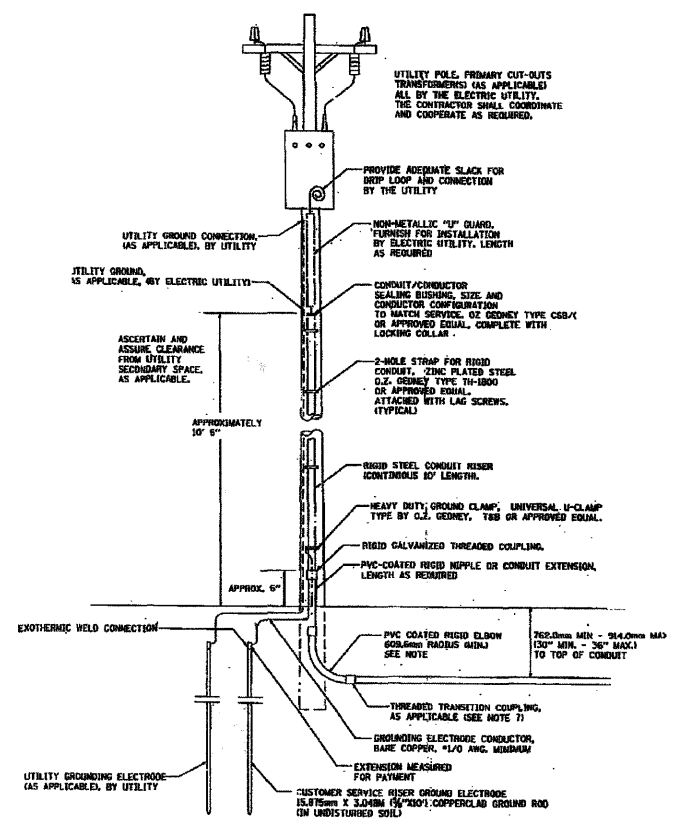 UTILITY POLE, PRIMARY CUT-OUTS
TRANSFORMER(S) (AS APPLICABLE)
ALL BY THE ELECTRIC UTILITY.
THE CONTRACTOR SHALL COORDINATE
AND COOPERATE AS REQUIRED.
PROVIDE ADEQUATE SLACK FOR
DRIP LOOP AND CONNECTION
BY THE UTILITY
UTILITY GROUND CONNECTION,
(AS APPLICABLE), BY UTILITY
NON-METALLIC "U" GUARD,
FURNISH FOR INSTALLATION
BY ELECTRIC UTILITY. LENGTH
AS REQUIRED
UTILITY GROUND,
AS APPLICABLE, (BY ELECTRIC UTILITY)
CONDUIT/CONDUCTOR
SEALING BUSHING, SIZE AND
CONDUCTOR CONFIGURATION
TO MATCH SERVICE. OZ GEDNEY TYPE CSB/C
OR APPROVED EQUAL, COMPLETE WITH
LOCKING COLLAR.
ASCERTAIN AND
ASSURE CLEARANCE
FROM UTILITY
SECONDARY SPACE,
AS APPLICABLE.
2-HOLE STRAP FOR RIGID
CONDUIT. ZINC PLATED STEEL
O.Z. GEDNEY TYPE TH-1800
OR APPROVED EQUAL.
ATTACHED WITH LAG SCREWS.
(TYPICAL)
APPROXIMATELY
10' 6"
RIGID STEEL CONDUIT RISER
(CONTINIOUS 10' LENGTH).
HEAVY DUTY GROUND CLAMP, UNIVERSAL U-CLAMP
TYPE BY O.Z. GEDNEY, T&B OR APPROVED EQUAL.
RIGID GALVANIZED THREADED COUPLING.
PVC-COATED RIGID NIPPLE OR CONDUIT EXTENSION,
LENGTH AS REQUIRED
APPROX. 6"
EXOTHERMIC WELD CONNECTION
PVC COATED RIGID ELBOW
609.6mm RADIUS (MIN.)
SEE NOTE
762.0mm MIN - 914.0mm MAX
(30" MIN. - 36" MAX.)
TO TOP OF CONDUIT
THREADED TRANSITION COUPLING,
AS APPLICABLE (SEE NOTE 7)
GROUNDING ELECTRODE CONDUCTOR,
BARE COPPER, #1/0 AWG. MINIMUM
EXTENSION MEASURED
FOR PAYMENT
UTILITY GROUNDING ELECTRODE
(AS APPLICABLE), BY UTILITY
CUSTOMER SERVICE RISER GROUND ELECTRODE
15.875mm X 3.048M (5/8"X10') COPPERCLAD GROUND ROD
(IN UNDISTURBED SOIL)